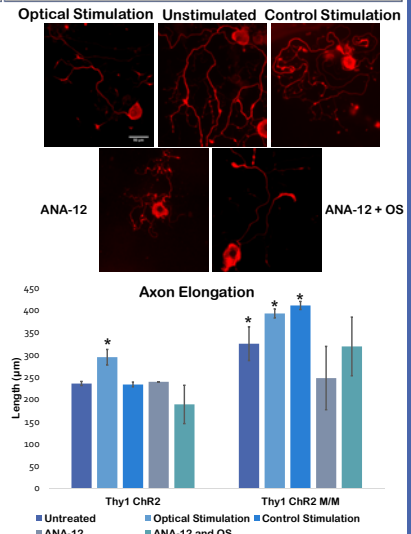 Optical Stimulation Unstimulated Control Stimulation
ANA-12
ANA-12 + OS
Axon Elongation
Length (μm)
450
400
350
300
250
200
150
100
50
0
*
*
*
*
Thy1 ChR2
Thy1 ChR2 M/M
Untreated
Optical Stimulation
Control Stimulation
ANA-12
ANA-12 and OS